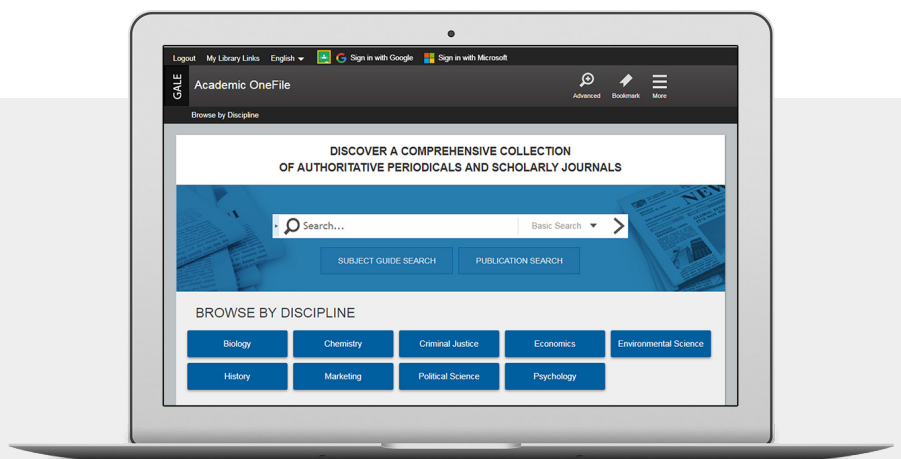 Logout My Library Links English Sign in with Google Sign in with Microsoft
GALE Academic OneFile
Advanced Bookmark More
Browse by Discipline
DISCOVER A COMPREHENSIVE COLLECTION
OF AUTHORITATIVE PERIODICALS AND SCHOLARLY JOURNALS
NEW
Search... Basic Search
SUBJECT GUIDE SEARCH PUBLICATION SEARCH
BROWSE BY DISCIPLINE
Biology Chemistry Criminal Justice Economics Environmental Science
History Marketing Political Science Psychology